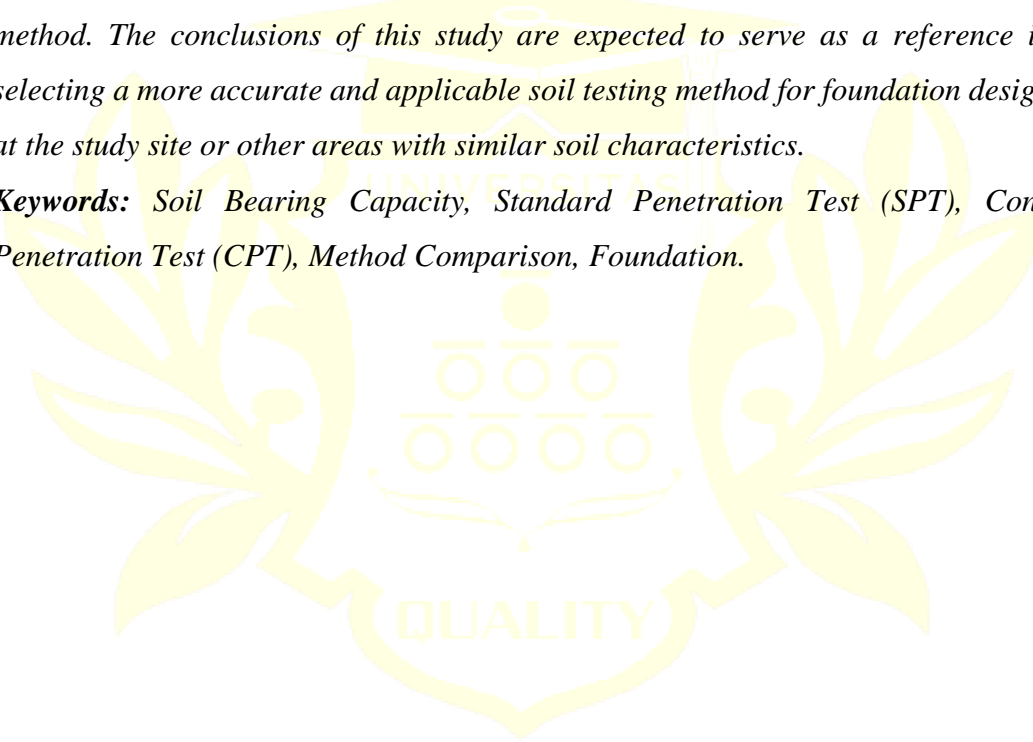 method. The conclusions of this study are expected to serve as a reference i
selecting a more accurate and applicable soil testing method for foundation desig
at the study site or other areas with similar soil characteristics.
UNIVERSITAS
Keywords: Soil Bearing Capacity, Standard Penetration Test (SPT), Con
Penetration Test (CPT), Method Comparison, Foundation.
QUALITY